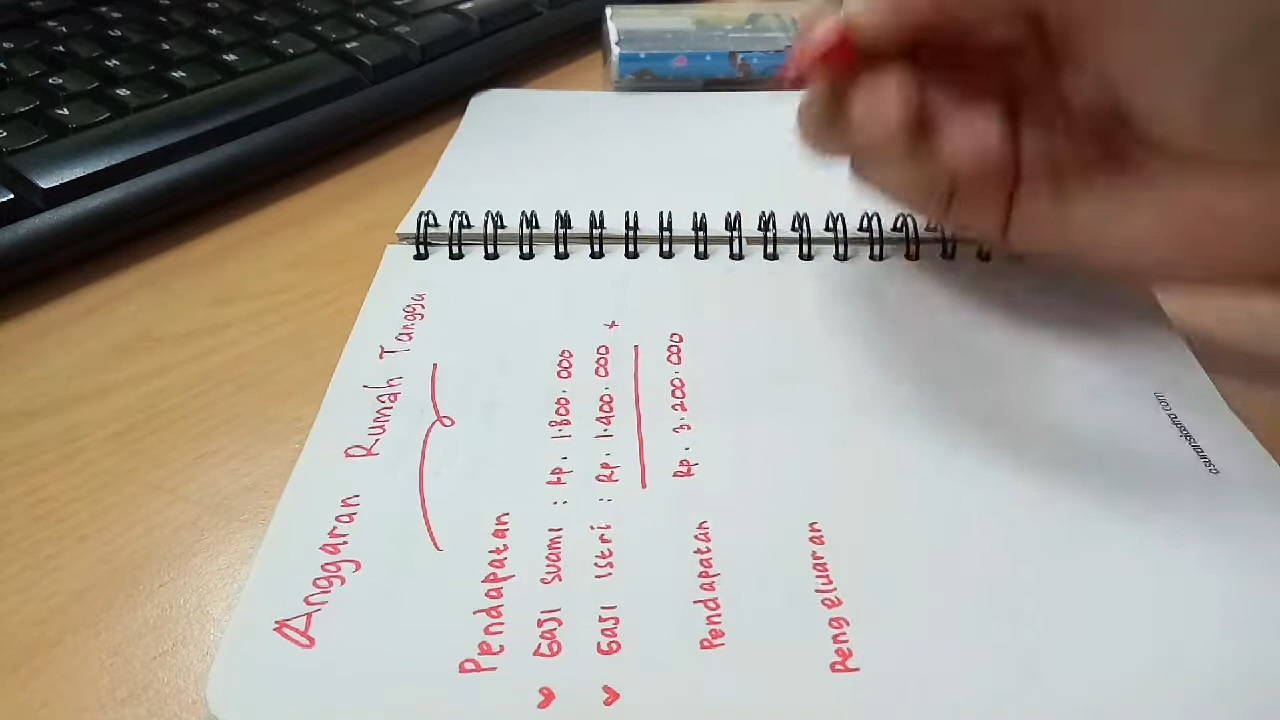 Anggaran Rumah Tangga
Pendapatan
♥ Gaji suami : Rp. 1.800.000
♥ Gaji istri : Rp. 1.400.000 +
Rp. 3.200.000
Pendapatan
Pengeluaran